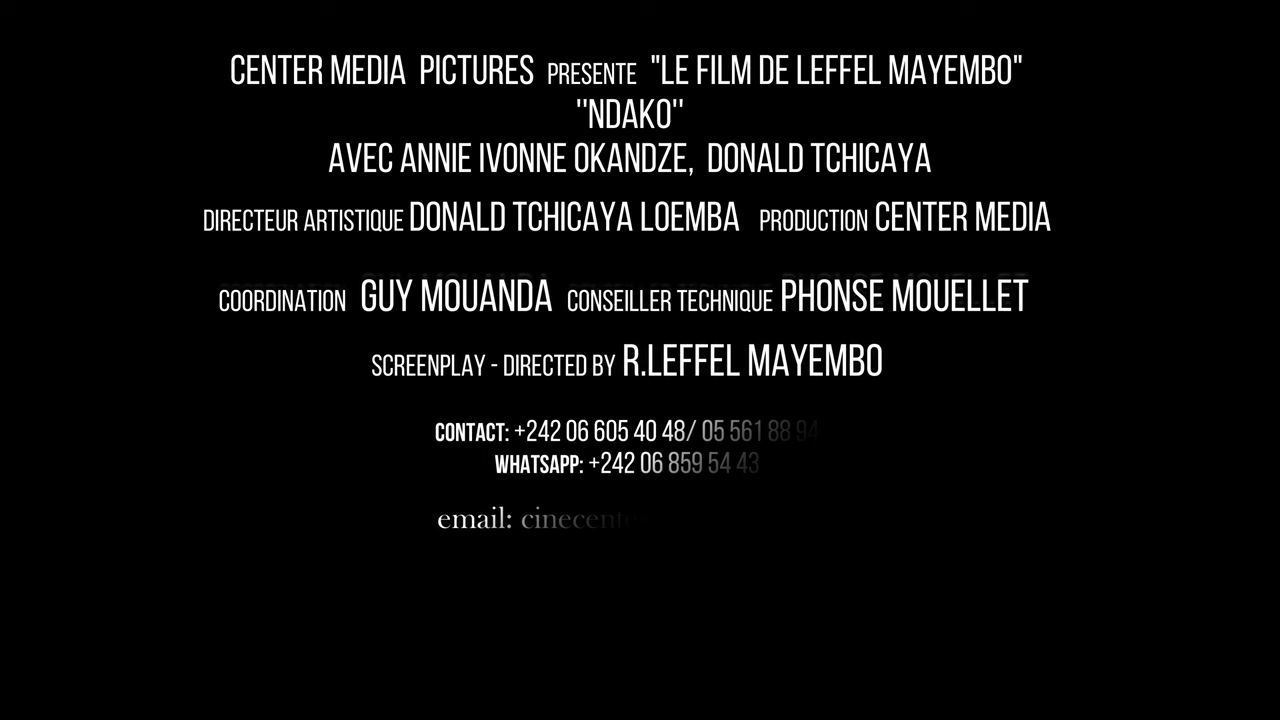 CENTER MEDIA PICTURES PRESENTE "LE FILM DE LEFFEL MAYEMBO"
"NDAKO"
AVEC ANNIE IVONNE OKANDZE, DONALD TCHICAYA
DIRECTEUR ARTISTIQUE DONALD TCHICAYA LOEMBA PRODUCTION CENTER MEDIA
COORDINATION GUY MOUANDA CONSEILLER TECHNIQUE PHONSE MOUELLET
SCREENPLAY - DIRECTED BY R.LEFFEL MAYEMBO
CONTACT: +242 06 605 40 48/ 05 561 88 94
WHATSAPP: +242 06 859 54 43
email: